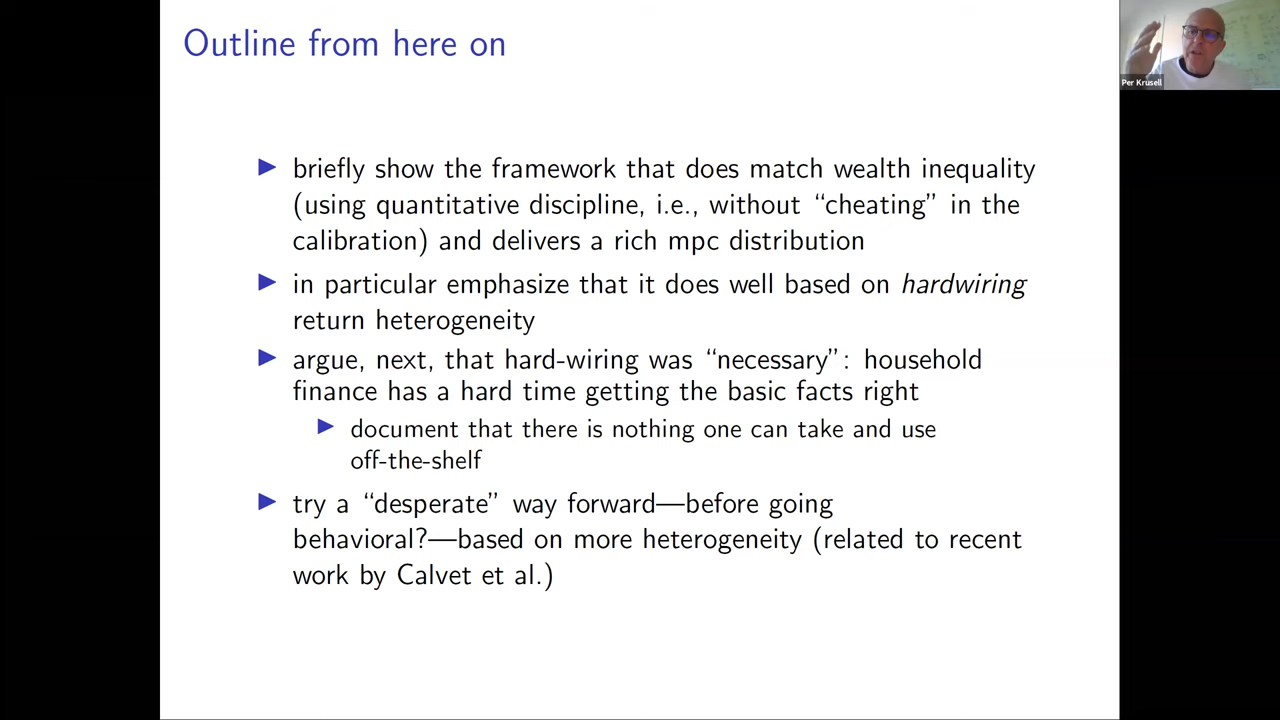 Outline from here on
Per Krusell
▶ briefly show the framework that does match wealth inequality
(using quantitative discipline, i.e., without “cheating” in the
calibration) and delivers a rich mpc distribution
▶ in particular emphasize that it does well based on hardwiring
return heterogeneity
▶ argue, next, that hard-wiring was “necessary”: household
finance has a hard time getting the basic facts right
▶ document that there is nothing one can take and use
off-the-shelf
▶ try a “desperate” way forward—before going
behavioral?—based on more heterogeneity (related to recent
work by Calvet et al.)